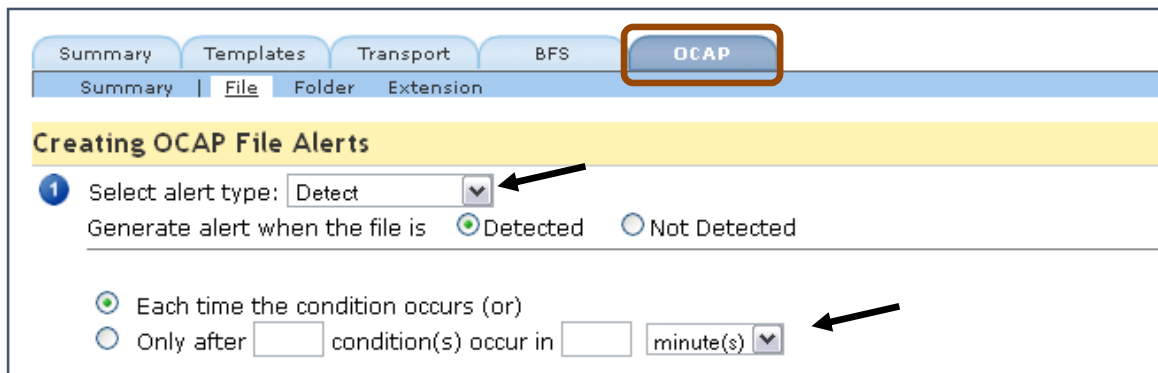 Summary Templates Transport BFS OCAP
Summary | File Folder Extension
Creating OCAP File Alerts
1 Select alert type: Detect
Generate alert when the file is Detected Not Detected
Each time the condition occurs (or)
Only after condition(s) occur in minute(s)